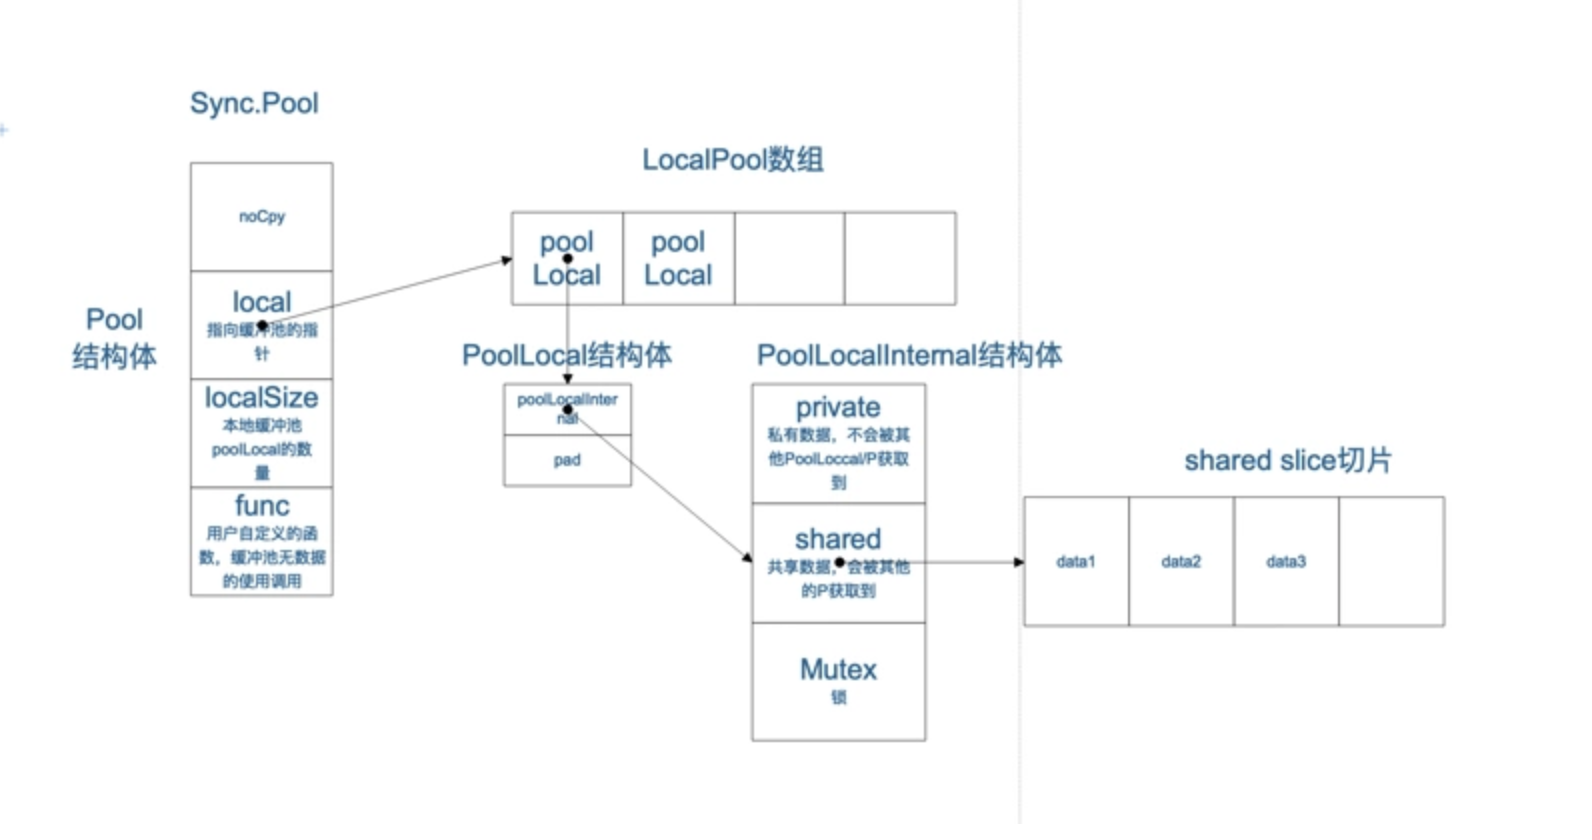 Sync.Pool
noCpy
Pool
结构体
local
指向缓冲池的指
针
localSize
本地缓冲池
poolLocal的数
量
func
用户自定义的函
数，缓冲池无数据
的使用调用
LocalPool数组
pool
Local
pool
Local
PoolLocal结构体
poolLocalInter
nal
pad
PoolLocalInternal结构体
private
私有数据，不会被其
他PoolLoccal/P获取
到
shared
共享数据，会被其他
的P获取到
Mutex
锁
shared slice切片
data1
data2
data3